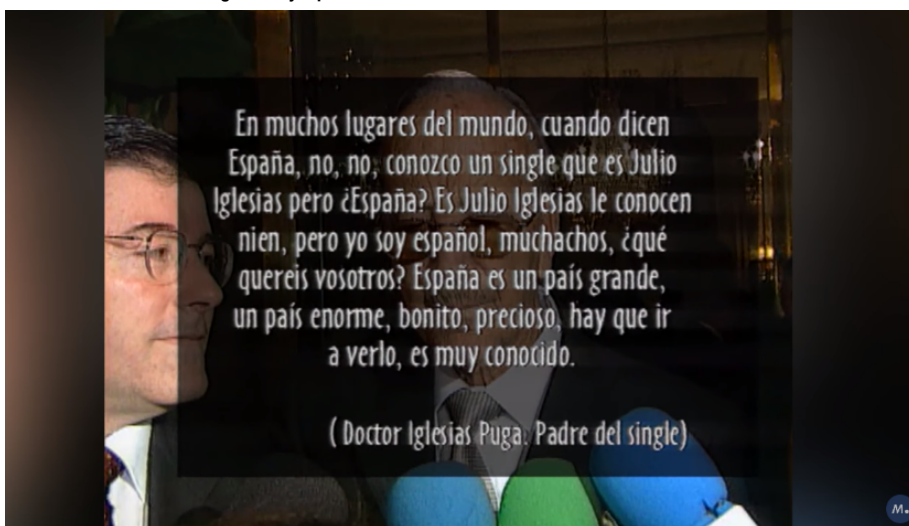 En muchos lugares del mundo, cuando dicen
España, no, no, conozco un single que es Julio
Iglesias pero ¿España? Es Julio Iglesias le conocen
nien, pero yo soy español, muchachos, ¿qué
quereis vosotros? España es un país grande,
un país enorme, bonito, precioso, hay que ir
a verlo, es muy conocido.
( Doctor Iglesias Puga. Padre del single)
M.